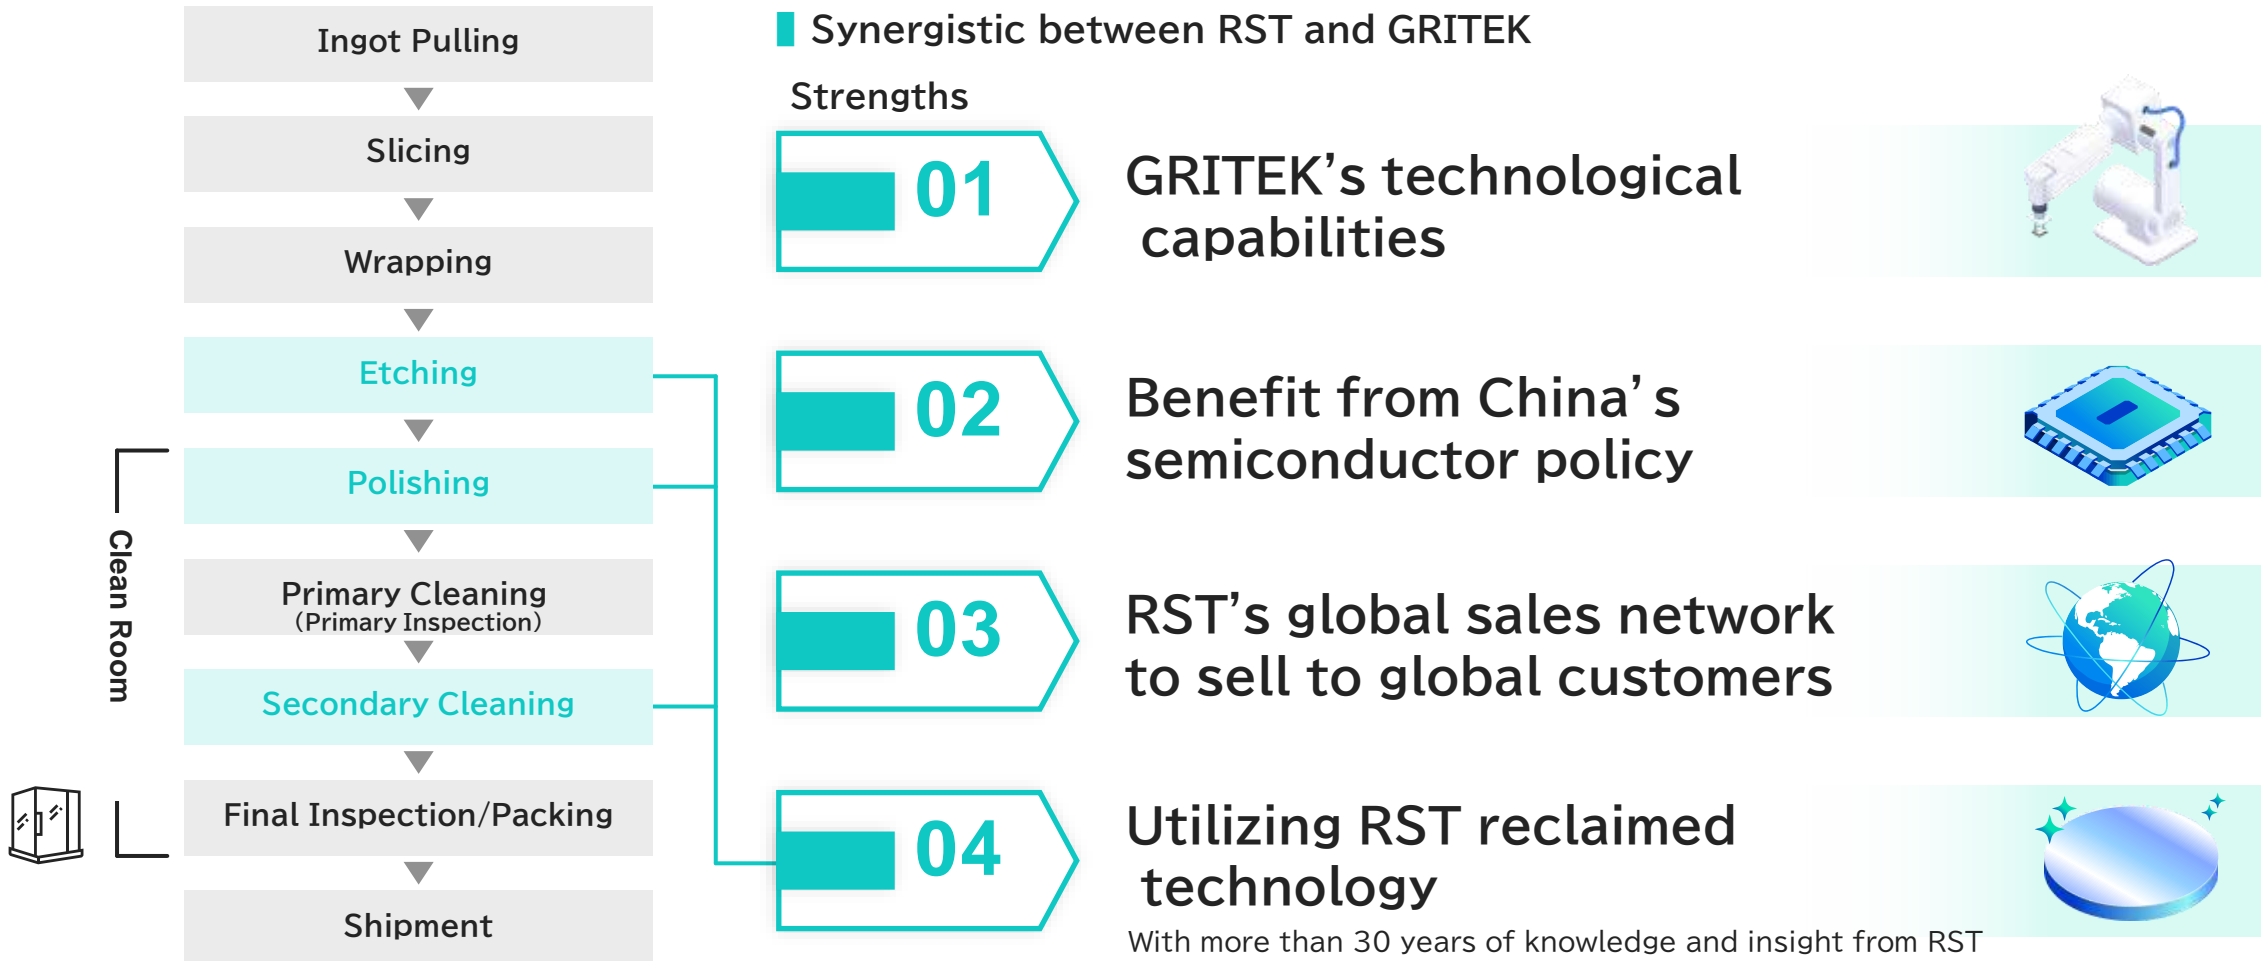 Ingot Pulling
Slicing
Wrapping
Etching
Polishing
Primary Cleaning
(Primary Inspection)
Secondary Cleaning
Final Inspection/Packing
Shipment
Clean Room
Synergistic between RST and GRITEK
Strengths
01
GRITEK’s technological
capabilities
02
Benefit from China’s
semiconductor policy
03
RST’s global sales network
to sell to global customers
04
Utilizing RST reclaimed
technology
With more than 30 years of knowledge and insight from RST